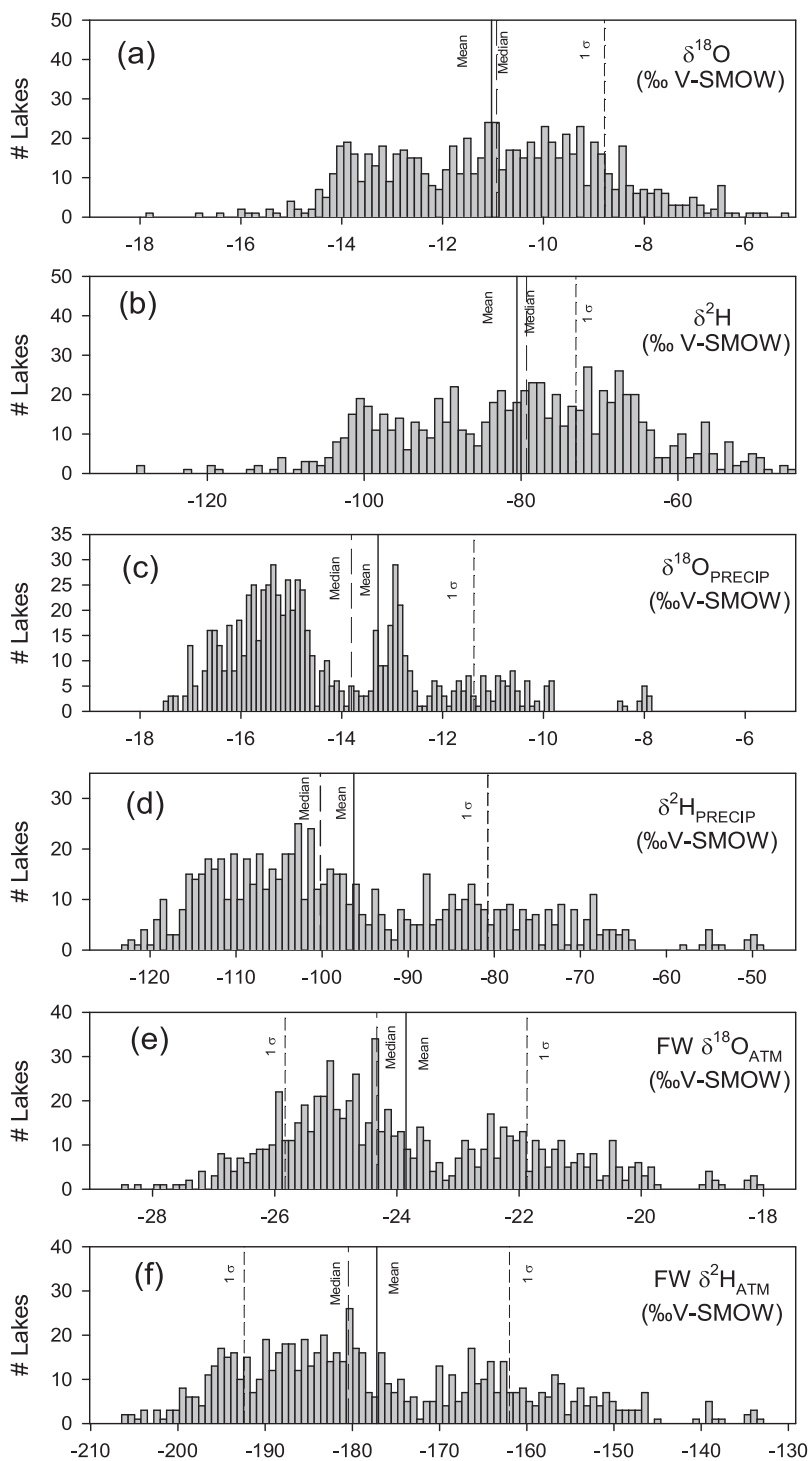 (a)
δ18O
(‰ V-SMOW)
Mean
Median
1 σ
# Lakes
50
40
30
20
10
0
-18 -16 -14 -12 -10 -8 -6
(b)
δ2H
(‰ V-SMOW)
Mean
Median
1 σ
# Lakes
50
40
30
20
10
0
-120 -100 -80 -60
(c)
δ18OPRECIP
(‰V-SMOW)
Median
Mean
1 σ
# Lakes
35
30
25
20
15
10
5
0
-18 -16 -14 -12 -10 -8 -6
(d)
δ2HPRECIP
(‰V-SMOW)
Median
Mean
1 σ
# Lakes
30
20
10
0
-120 -110 -100 -90 -80 -70 -60 -50
(e)
FW δ18OATM
(‰V-SMOW)
1 σ
Median
Mean
1 σ
# Lakes
40
30
20
10
0
-28 -26 -24 -22 -20 -18
(f)
FW δ2HATM
(‰V-SMOW)
1 σ
Median
Mean
1 σ
# Lakes
40
30
20
10
0
-210 -200 -190 -180 -170 -160 -150 -140 -130